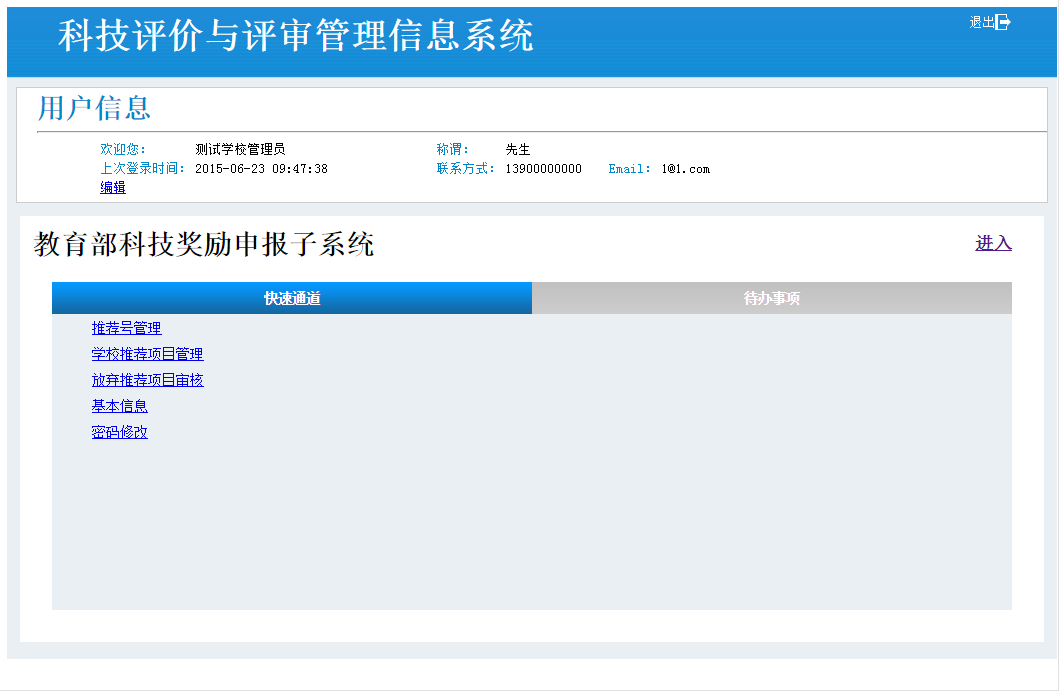 科技评价与评审管理信息系统 退出
用户信息
欢迎您: 测试学校管理员 称谓: 先生
上次登录时间: 2015-06-23 09:47:38 联系方式: 13900000000 Email: 1@1.com
编辑
教育部科技奖励申报子系统 进入
快速通道 待办事项
推荐号管理
学校推荐项目管理
放弃推荐项目审核
基本信息
密码修改